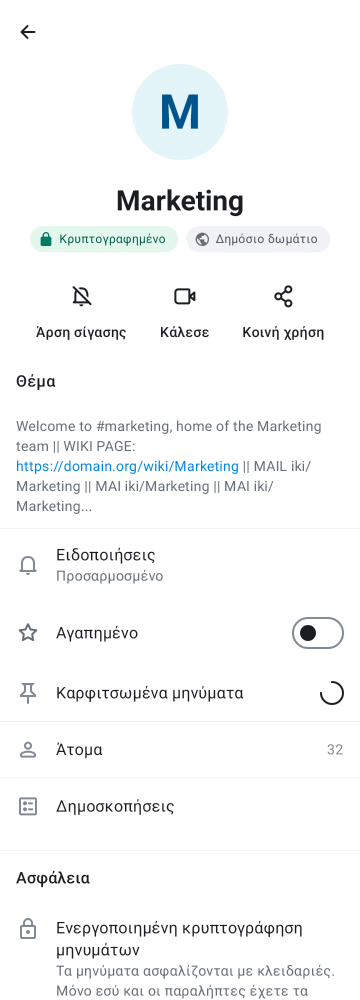 M
Marketing
Κρυπτογραφημένο
Δημόσιο δωμάτιο
Άρση σίγασης
Κάλεσε
Κοινή χρήση
Θέμα
Welcome to #marketing, home of the Marketing
team || WIKI PAGE:
https://domain.org/wiki/Marketing || MAIL iki/
Marketing || MAI iki/Marketing || MAI iki/
Marketing...
Ειδοποιήσεις
Προσαρμοσμένο
Αγαπημένο
Καρφιτσωμένα μηνύματα
Άτομα 32
Δημοσκοπήσεις
Ασφάλεια
Ενεργοποιημένη κρυπτογράφηση
μηνυμάτων
Τα μηνύματα ασφαλίζονται με κλειδαριές.
Μόνο εσύ και οι παραλήπτες έχετε τα